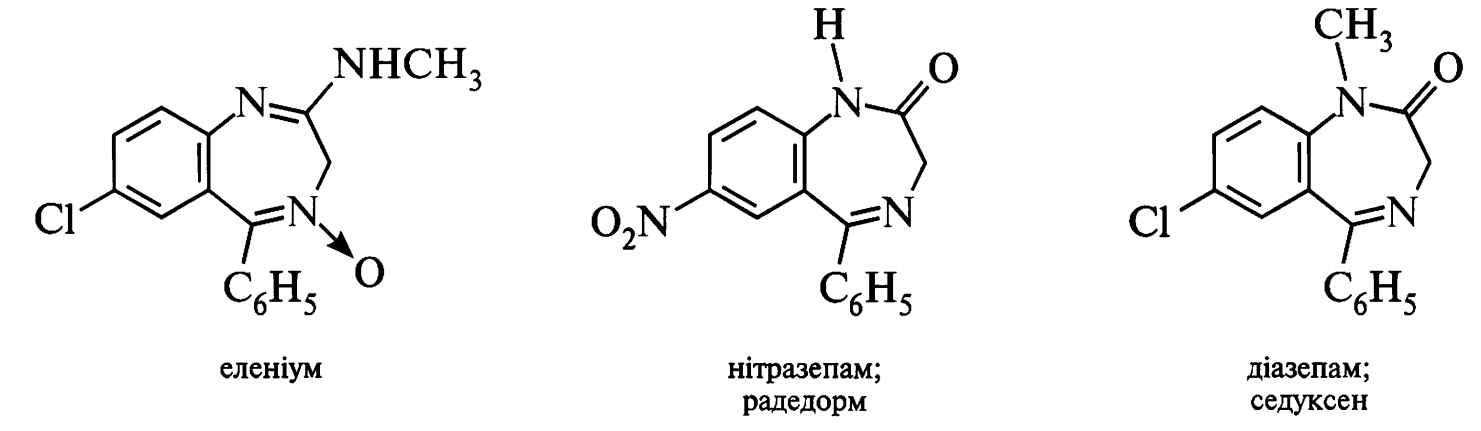 NHCH₃
N
Cl
N
O
C₆H₅
еленіум
H
N
O
O₂N
N
C₆H₅
нітразепам;
радедорм
CH₃
N
O
Cl
N
C₆H₅
діазепам;
седуксен